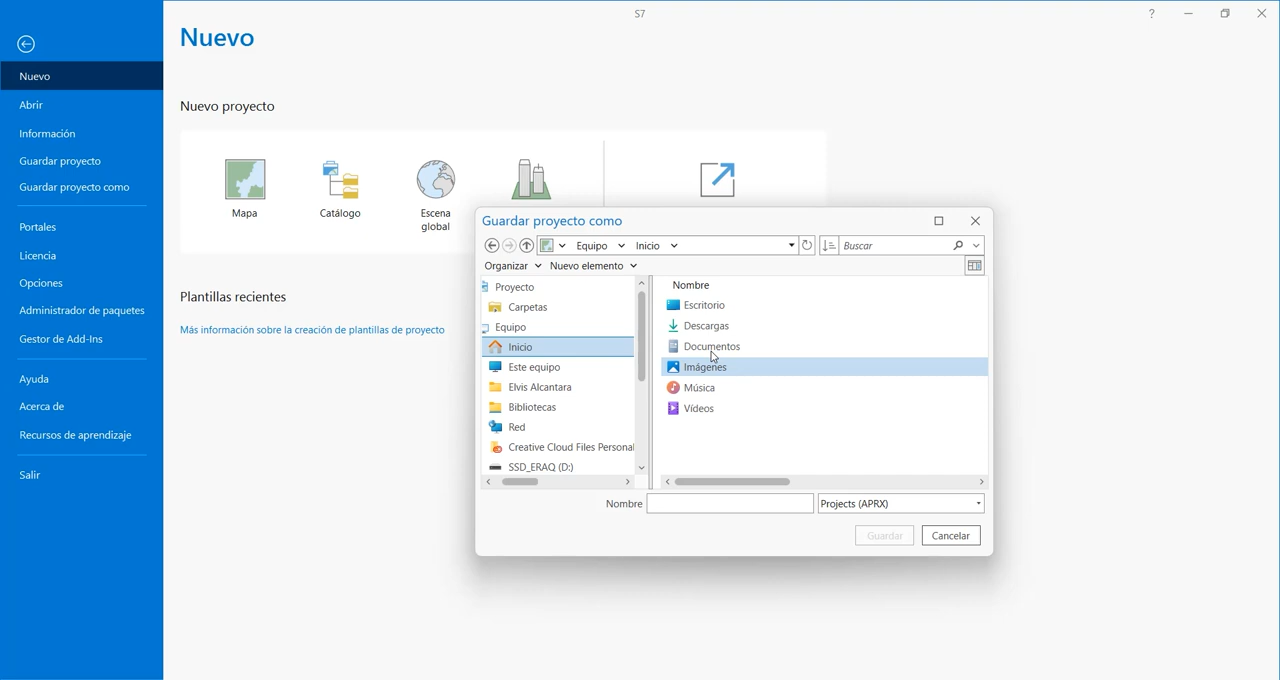 S7
?
Nuevo
Nuevo
Abrir
Información
Guardar proyecto
Guardar proyecto como
Portales
Licencia
Opciones
Administrador de paquetes
Gestor de Add-Ins
Ayuda
Acerca de
Recursos de aprendizaje
Salir
Nuevo proyecto
Mapa
Catálogo
Escena
global
Plantillas recientes
Más información sobre la creación de plantillas de proyecto
Guardar proyecto como
Equipo
Inicio
Buscar
Organizar
Nuevo elemento
Proyecto
Carpetas
Equipo
Inicio
Este equipo
Elvis Alcantara
Bibliotecas
Red
Creative Cloud Files Personal
SSD_ERAQ (D:)
Nombre
Escritorio
Descargas
Documentos
Imágenes
Música
Vídeos
Nombre
Projects (APRX)
Guardar
Cancelar